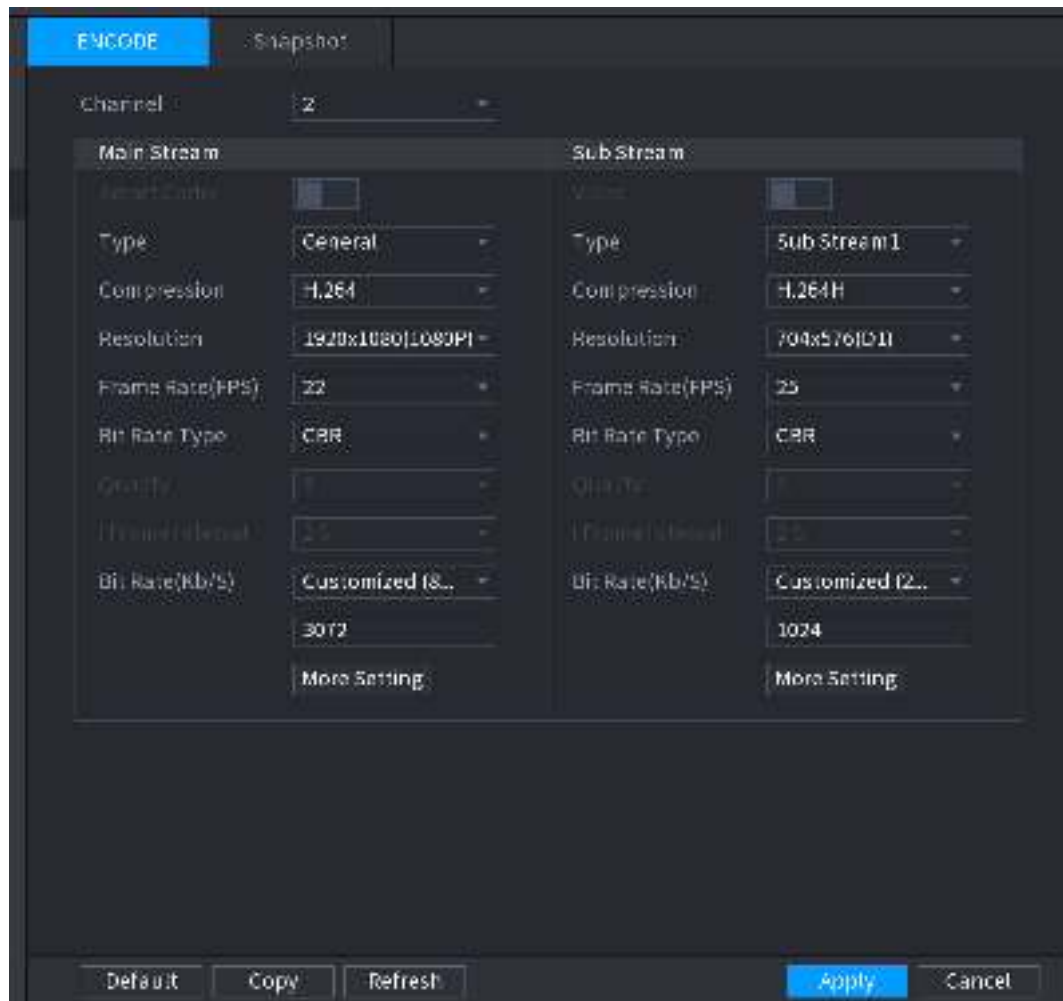 ENCODE Snapshot
Channel 2
Main Stream Sub Stream
Type General Type Sub Stream1
Compression H.264 Compression H.264H
Resolution 1920x1080(1080P) Resolution 704x576(D1)
Frame Rate(FPS) 22 Frame Rate(FPS) 25
Bit Rate Type CBR Bit Rate Type CBR
Quality Quality
Bit Rate(Kb/S) Customized (8... Bit Rate(Kb/S) Customized (2...
3072 1024
More Setting More Setting
Default Copy Refresh Apply Cancel